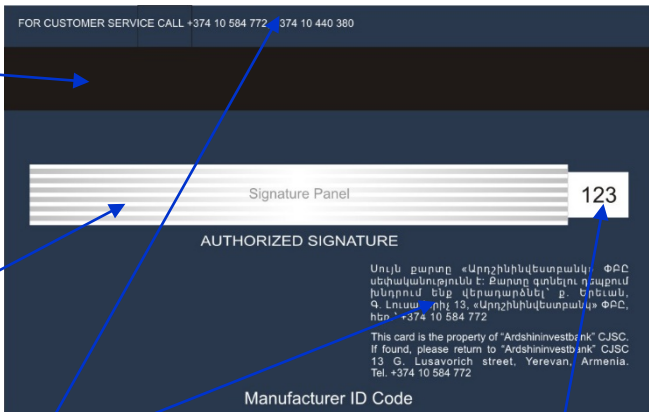 FOR CUSTOMER SERVICE CALL +374 10 584 772 +374 10 440 380
Signature Panel
123
AUTHORIZED SIGNATURE
Սույն քարտը «Արդշինինվեստբանկ» ՓԲԸ
սեփականությունն է: Քարտը գտնելու դեպքում
խնդրում ենք վերադարձնել՝ ք. Երեւան,
Գ. 13, «Արդշինինվեստբանկ» ՓԲԸ,
հեռ.՝ +374 10 584 772
This card is the property of “Ardshininvestbank” CJSC.
If found, please return to “Ardshininvestbank” CJSC
13 G. Lusavorich street, Yerevan, Armenia.
Tel. +374 10 584 772
Manufacturer ID Code